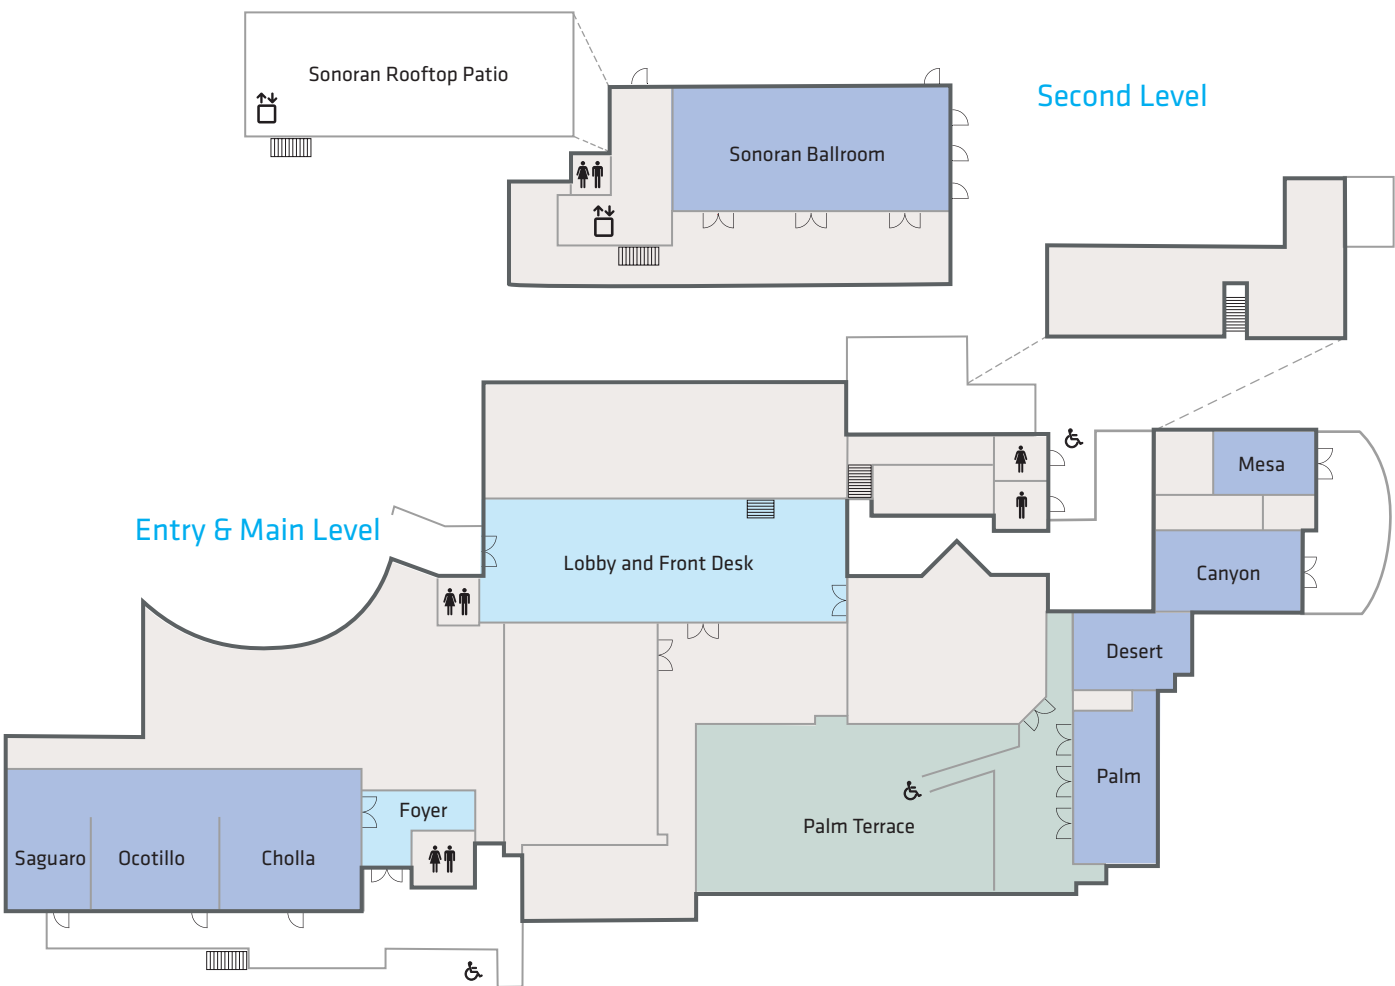 Sonoran Rooftop Patio
Second Level
Sonoran Ballroom
Mesa
Entry & Main Level
Lobby and Front Desk
Canyon
Desert
Palm
Foyer
Palm Terrace
Saguaro
Ocotillo
Cholla